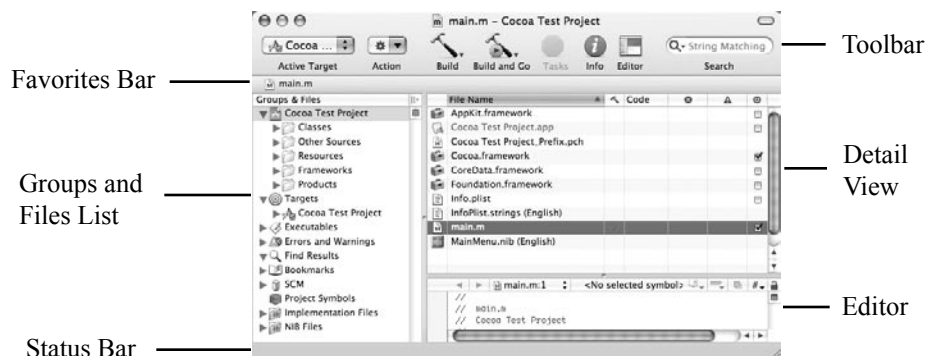 main.m – Cocoa Test Project
Cocoa ...
String Matching
Active Target
Action
Build
Build and Go
Tasks
Info
Editor
Search
Toolbar
Favorites Bar
main.m
Groups & Files
File Name
Code
Cocoa Test Project
Classes
Other Sources
Resources
Frameworks
Products
Targets
Cocoa Test Project
Executables
Errors and Warnings
Find Results
Bookmarks
SCM
Project Symbols
Implementation Files
NIB Files
AppKit.framework
Cocoa Test Project.app
Cocoa Test Project_Prefix.pch
Cocoa.framework
CoreData.framework
Foundation.framework
Info.plist
InfoPlist.strings (English)
main.m
MainMenu.nib (English)
Groups and
Files List
Detail
View
main.m:1
<No selected symbol>
#
//
// main.m
// Cocoa Test Project
Editor
Status Bar